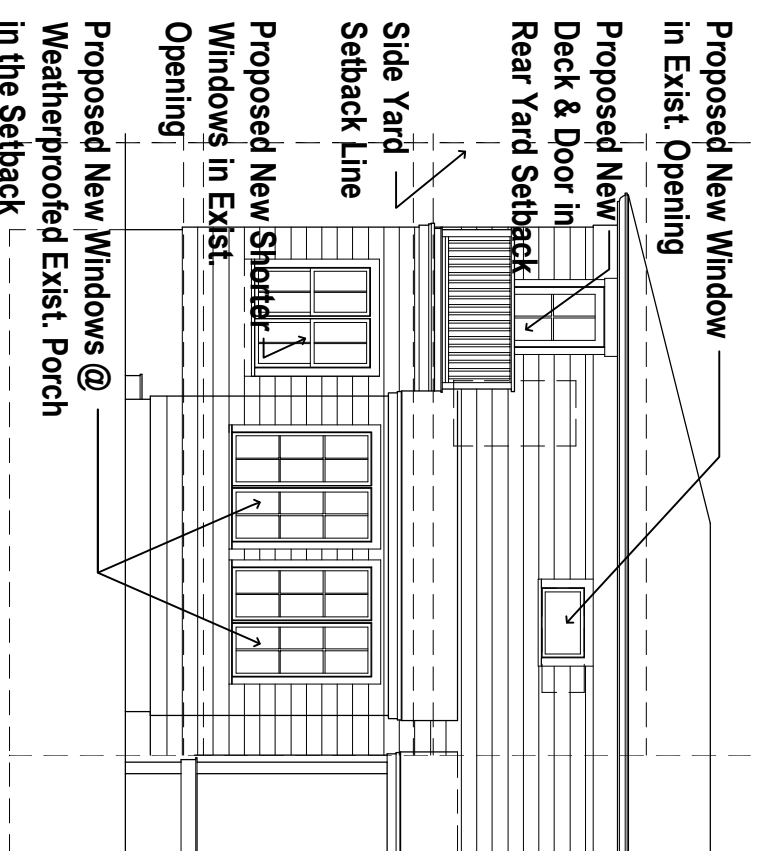 Proposed New Window
in Exist. Opening
Proposed New
Deck & Door in
Rear Yard Setback
Side Yard
Setback Line
Proposed New Shorter
Windows in Exist.
Opening
Proposed New Windows @
Weatherproofed Exist. Porch
in the Setback